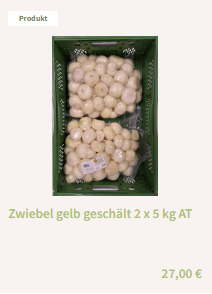 Produkt
Zwiebel gelb geschält 2 x 5 kg AT
27,00 €